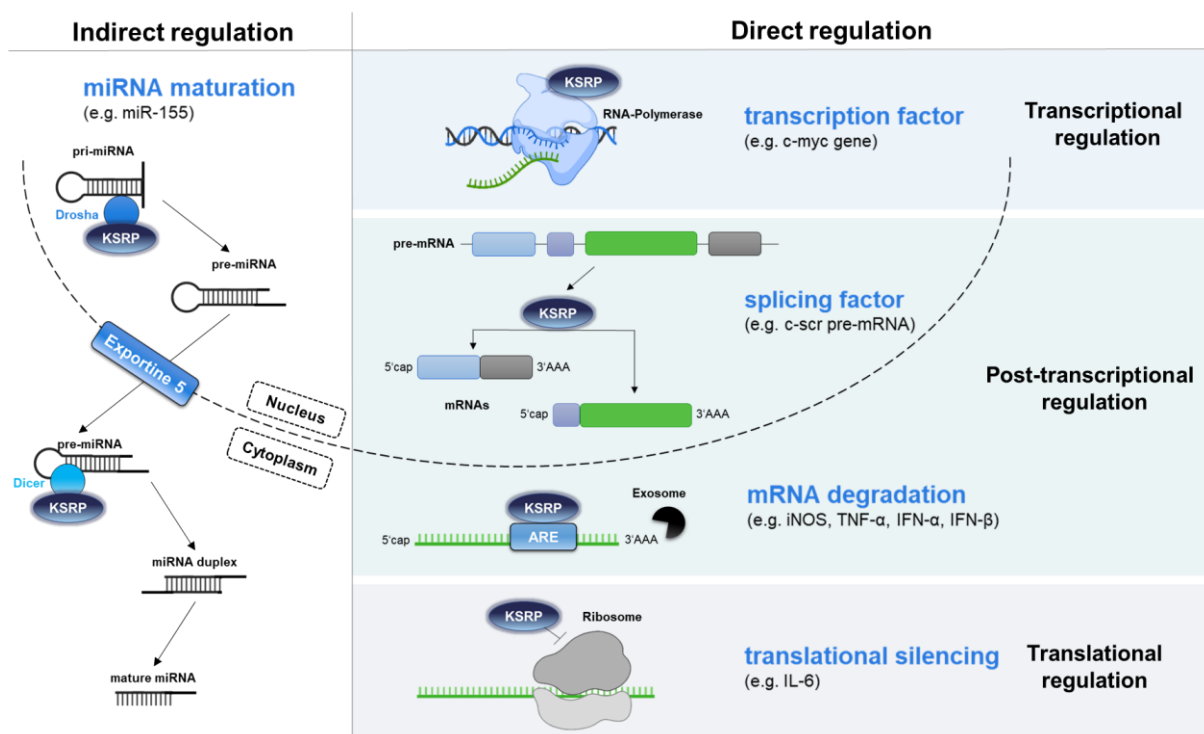 Indirect regulation
Direct regulation
miRNA maturation
(e.g. miR-155)
pri-miRNA
Drosha
KSRP
pre-miRNA
Exportine 5
Nucleus
Cytoplasm
pre-miRNA
Dicer
KSRP
miRNA duplex
mature miRNA
KSRP
RNA-Polymerase
transcription factor
(e.g. c-myc gene)
Transcriptional
regulation
pre-mRNA
KSRP
5'cap
3'AAA
mRNAs
5'cap
3'AAA
splicing factor
(e.g. c-scr pre-mRNA)
Post-transcriptional
regulation
KSRP
ARE
5'cap
3'AAA
Exosome
mRNA degradation
(e.g. iNOS, TNF-α, IFN-α, IFN-β)
KSRP
Ribosome
translational silencing
(e.g. IL-6)
Translational
regulation